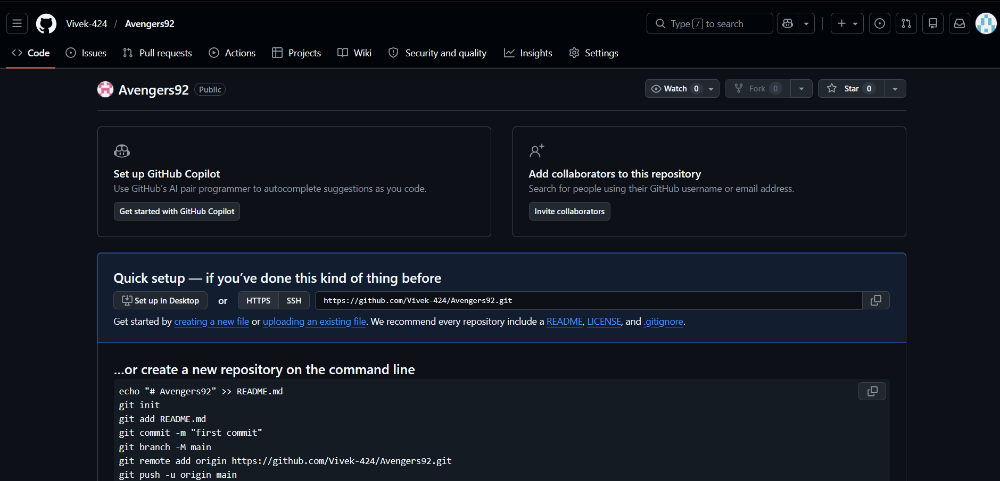 Vivek-424 / Avengers92
Type / to search
Code Issues Pull requests Actions Projects Wiki Security and quality Insights Settings
Avengers92 Public
Watch 0 Fork 0 Star 0
Set up GitHub Copilot
Use GitHub's AI pair programmer to autocomplete suggestions as you code.
Get started with GitHub Copilot
Add collaborators to this repository
Search for people using their GitHub username or email address.
Invite collaborators
Quick setup — if you’ve done this kind of thing before
Set up in Desktop or HTTPS SSH https://github.com/Vivek-424/Avengers92.git
Get started by creating a new file or uploading an existing file. We recommend every repository include a README, LICENSE, and .gitignore.
...or create a new repository on the command line
echo "# Avengers92" >> README.md
git init
git add README.md
git commit -m "first commit"
git branch -M main
git remote add origin https://github.com/Vivek-424/Avengers92.git
git push -u origin main